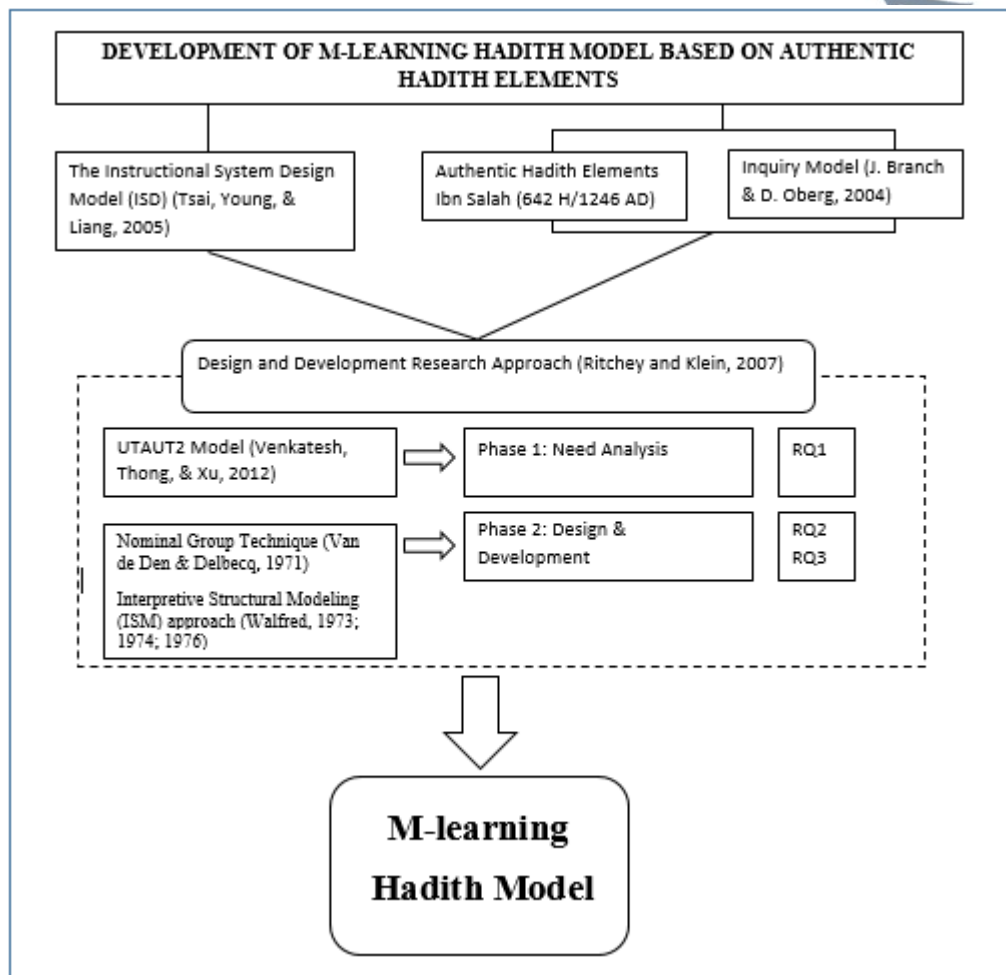 DEVELOPMENT OF M-LEARNING HADITH MODEL BASED ON AUTHENTIC
HADITH ELEMENTS
The Instructional System Design
Model (ISD) (Tsai, Young, &
Liang, 2005)
Authentic Hadith Elements
Ibn Salah (642 H/1246 AD)
Inquiry Model (J. Branch
& D. Oberg, 2004)
Design and Development Research Approach (Ritchey and Klein, 2007)
UTAUT2 Model (Venkatesh,
Thong, & Xu, 2012)
Phase 1: Need Analysis
RQ1
Nominal Group Technique (Van
de Den & Delbecq, 1971)
Interpretive Structural Modeling
(ISM) approach (Walfred, 1973;
1974; 1976)
Phase 2: Design &
Development
RQ2
RQ3
M-learning
Hadith Model